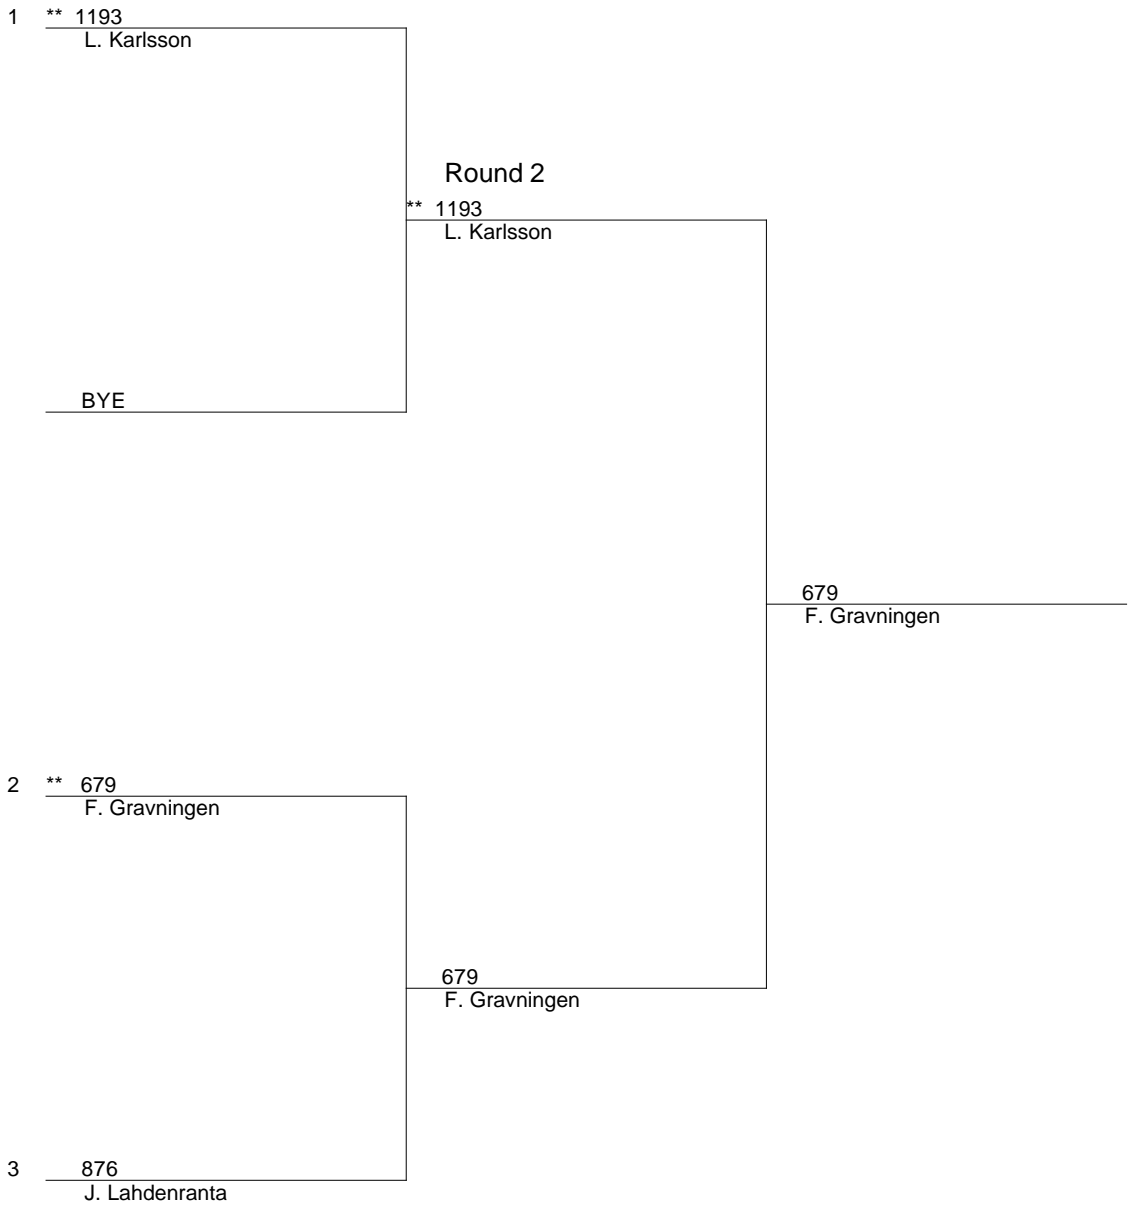 1 ** 1193
L. Karlsson
Round 2
** 1193
L. Karlsson
BYE
679
F. Gravningen
2 ** 679
F. Gravningen
679
F. Gravningen
3 876
J. Lahdenranta